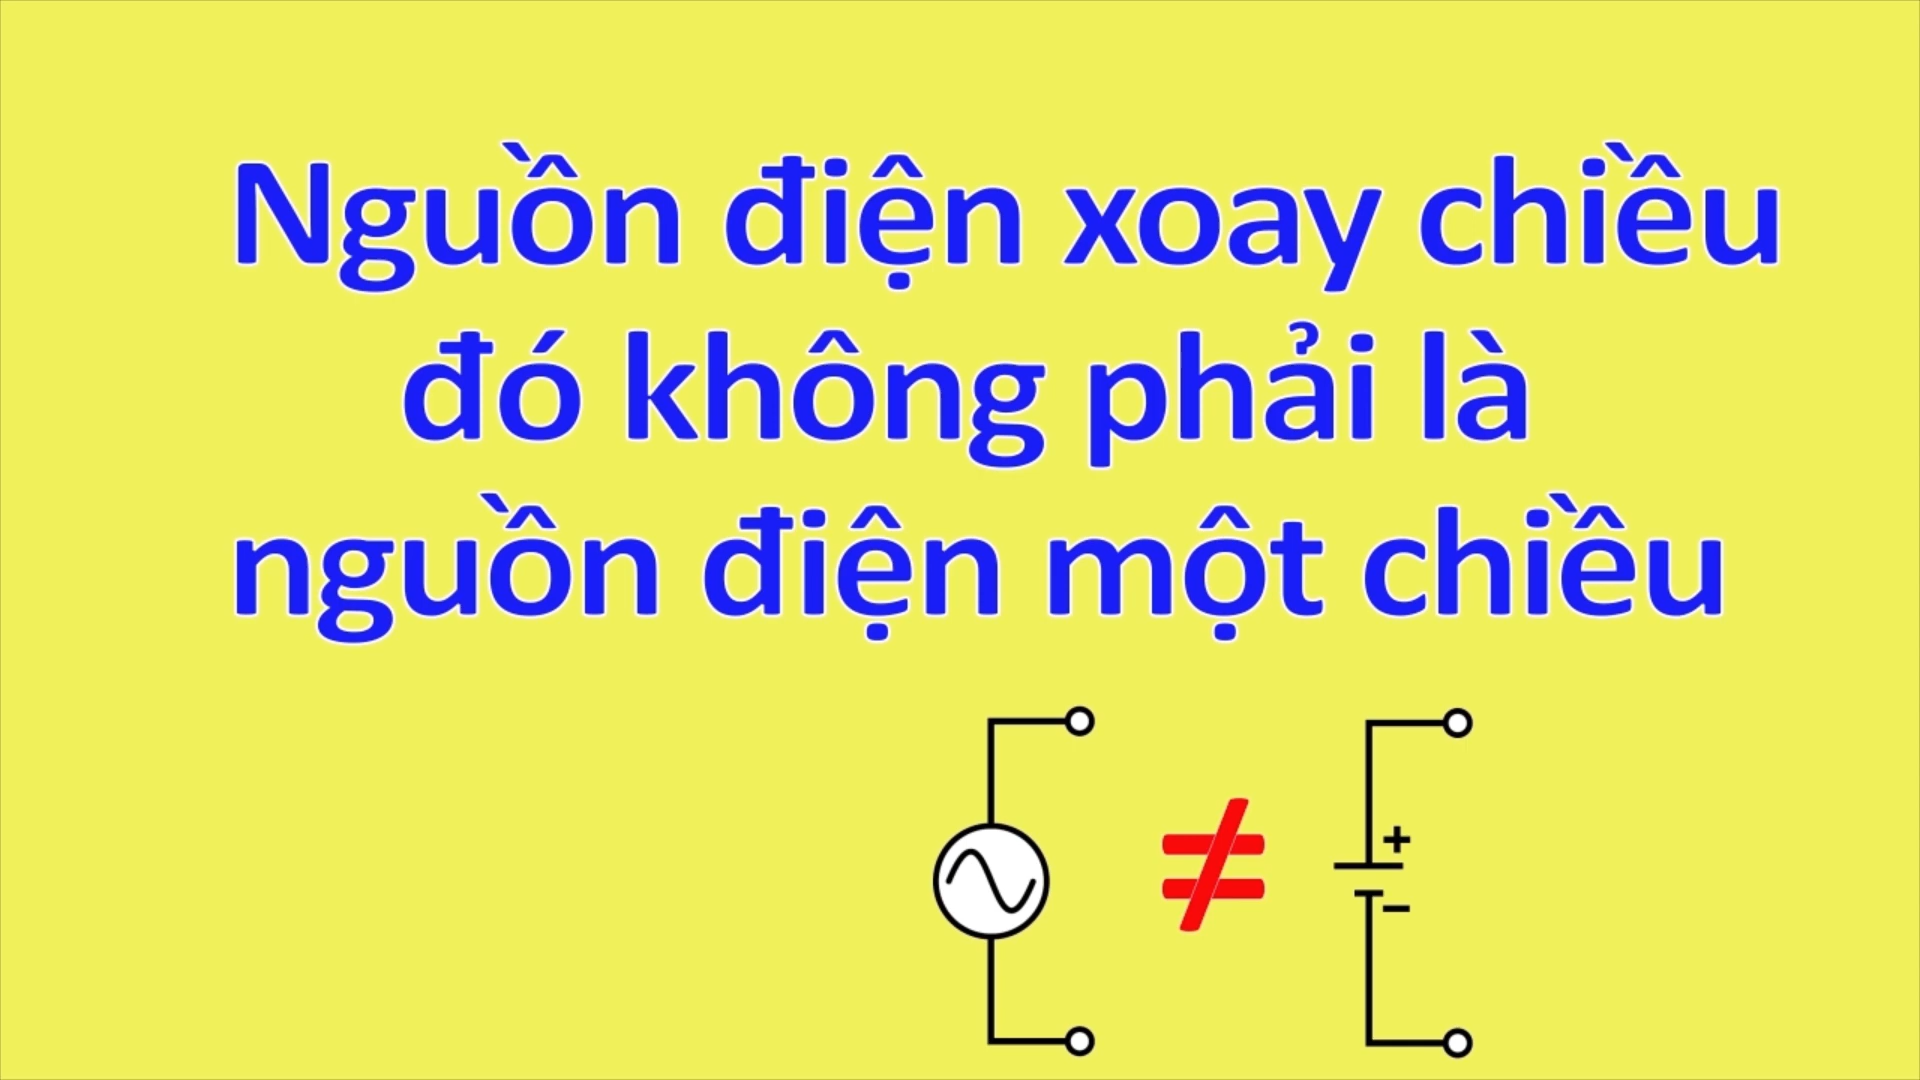 Nguồn điện xoay chiều
đó không phải là
nguồn điện một chiều
≠
+
−